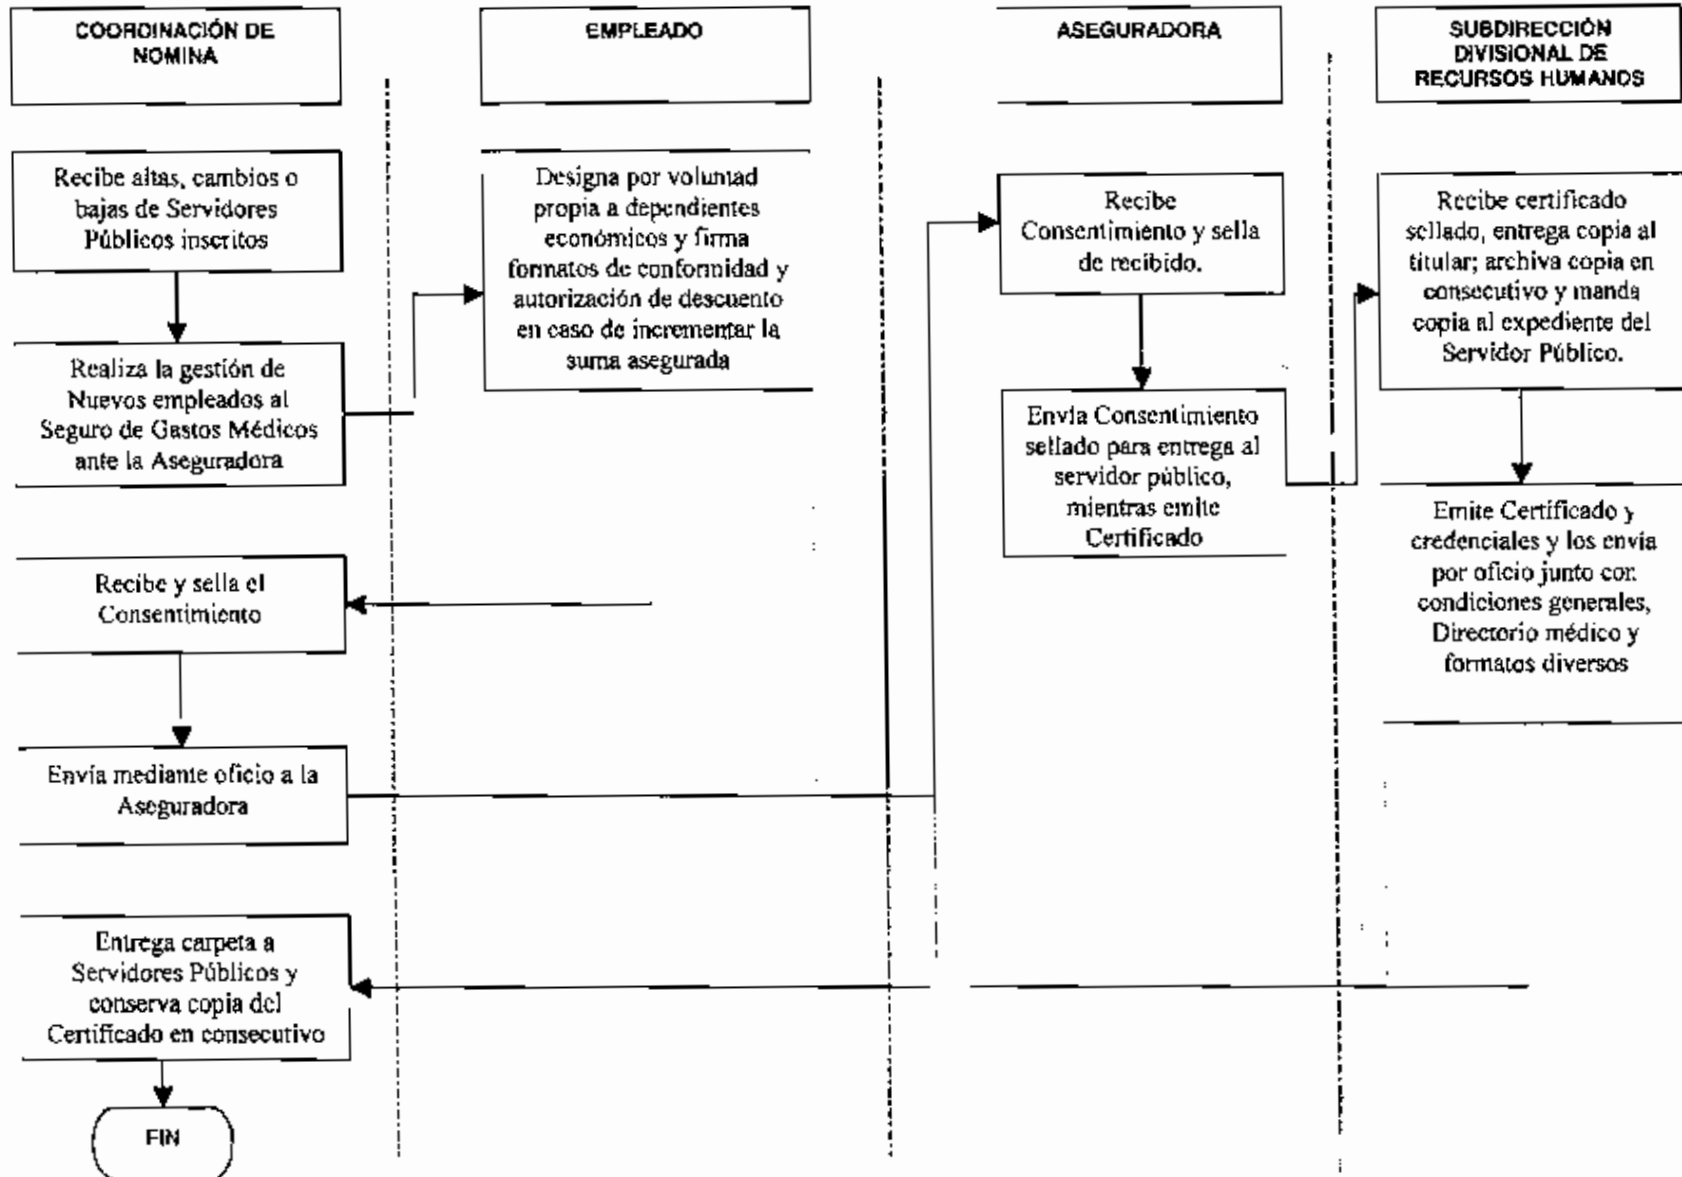 COORDINACIÓN DE
NOMINA
EMPLEADO
ASEGURADORA
SUBDIRECCIÓN
DIVISIONAL DE
RECURSOS HUMANOS
Recibe altas, cambios o
bajas de Servidores
Públicos inscritos
Designa por voluntad
propia a dependientes
económicos y firma
formatos de conformidad y
autorización de descuento
en caso de incrementar la
suma asegurada
Recibe
Consentimiento y sella
de recibido.
Recibe certificado
sellado, entrega copia al
titular; archiva copia en
consecutivo y manda
copia al expediente del
Servidor Público.
Realiza la gestión de
Nuevos empleados al
Seguro de Gastos Médicos
ante la Aseguradora
Envía Consentimiento
sellado para entrega al
servidor público,
mientras emite
Certificado
Emite Certificado y
credenciales y los envía
por oficio junto con
condiciones generales,
Directorio médico y
formatos diversos
Recibe y sella el
Consentimiento
Envía mediante oficio a la
Aseguradora
Entrega carpeta a
Servidores Públicos y
conserva copia del
Certificado en consecutivo
FIN